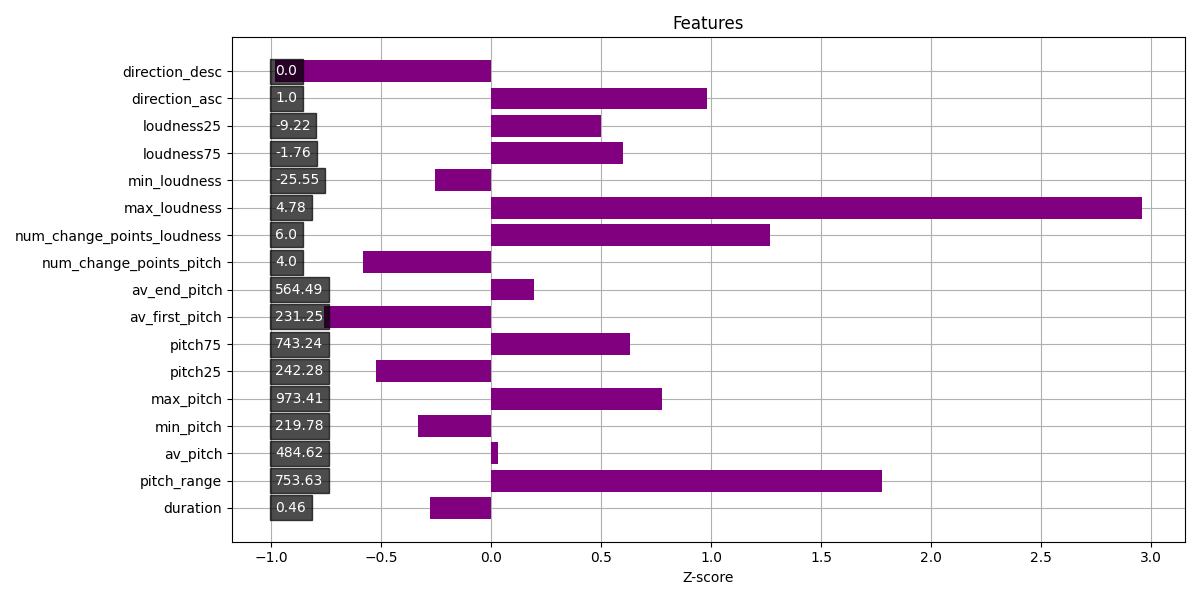 Features
direction_desc 0.0
direction_asc 1.0
loudness25 -9.22
loudness75 -1.76
min_loudness -25.55
max_loudness 4.78
num_change_points_loudness 6.0
num_change_points_pitch 4.0
av_end_pitch 564.49
av_first_pitch 231.25
pitch75 743.24
pitch25 242.28
max_pitch 973.41
min_pitch 219.78
av_pitch 484.62
pitch_range 753.63
duration 0.46
−1.0 −0.5 0.0 0.5 1.0 1.5 2.0 2.5 3.0
Z-score